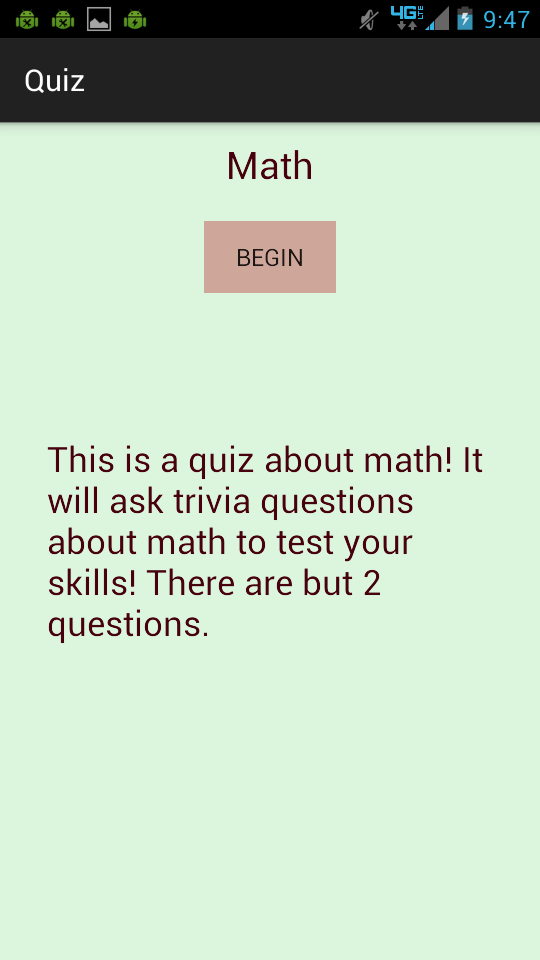 4G LTE 9:47
Quiz
Math
BEGIN
This is a quiz about math! It
will ask trivia questions
about math to test your
skills! There are but 2
questions.